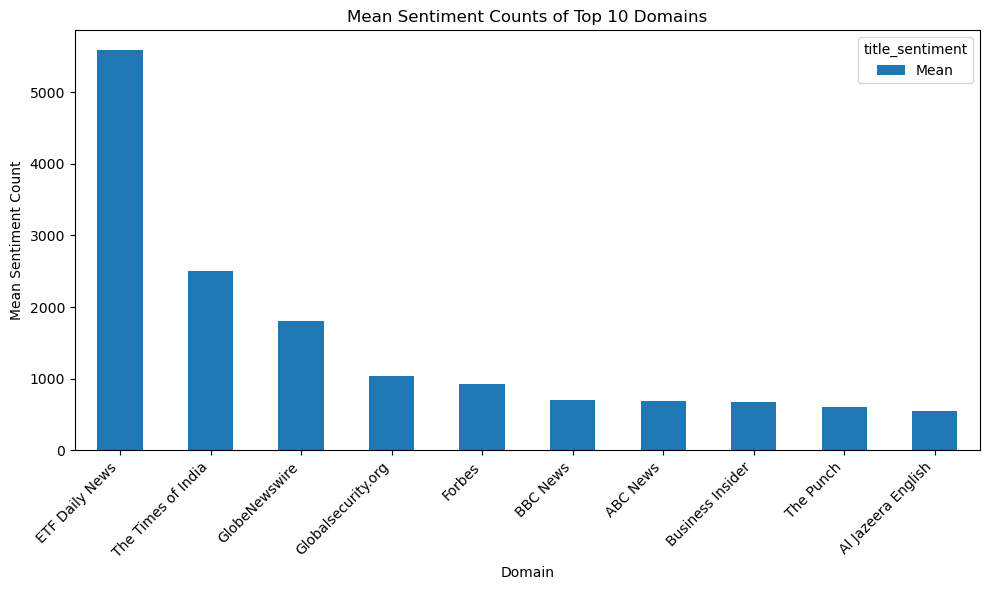 Mean Sentiment Counts of Top 10 Domains
title_sentiment
Mean
Mean Sentiment Count
5000
4000
3000
2000
1000
0
ETF Daily News
The Times of India
GlobeNewswire
Globalsecurity.org
Forbes
BBC News
ABC News
Business Insider
The Punch
Al Jazeera English
Domain